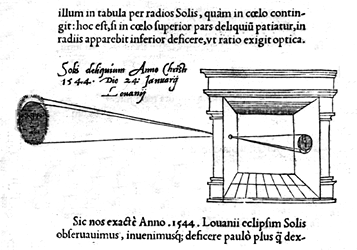 illum in tabula per radios Solis, quàm in cœlo contin-
git: hoc est, si in cœlo superior pars deliquiũ patiatur, in
radiis apparebit inferior deficere, vt ratio exigit optica.
Solis deliquium Anno Christi
1544. Die 24: Januarij
Louanij
Sic nos exactè Anno .1544. Louanii eclipsim Solis
obseruauimus, inuenimusq; deficere paulò plus q̃ dex-